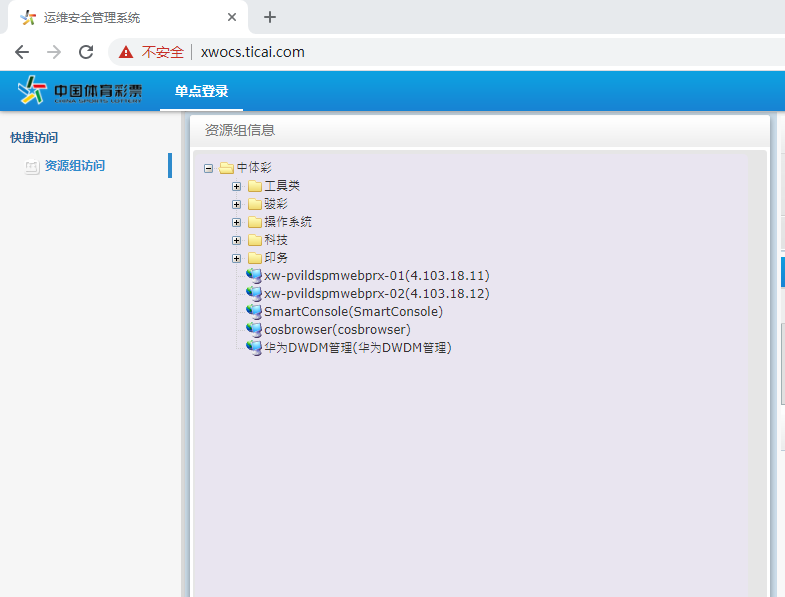 运维安全管理系统
不安全 xwocs.ticai.com
中国体育彩票
CHINA SPORTS LOTTERY
单点登录
快捷访问
资源组访问
资源组信息
中体彩
工具类
骏彩
操作系统
科技
印务
xw-pvildspmwebprx-01(4.103.18.11)
xw-pvildspmwebprx-02(4.103.18.12)
SmartConsole(SmartConsole)
cosbrowser(cosbrowser)
华为DWDM管理(华为DWDM管理)